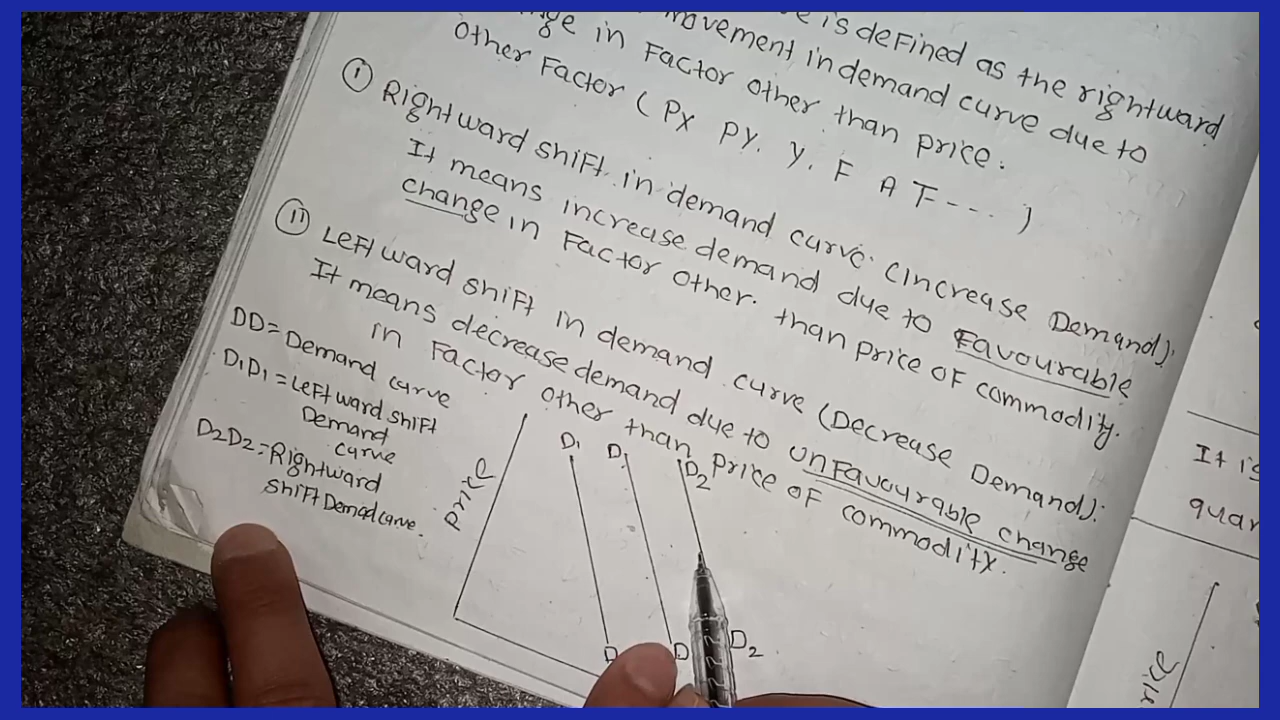 is defined as the rightward
movement in demand curve due to
in Factor other than price.
Other Factor (Px Py. Y. F A T --- )
(i) Rightward shift in demand curve (increase Demand):
It means increase demand due to Favourable
change in Factor other than price of commodity.
(ii) Leftward shift in demand curve (Decrease Demand):
It means decrease demand due to unFavourable change
in Factor other than price of commodity.
DD = Demand curve
D1D1 = Leftward shift
Demand
curve
D2D2 = Rightward
shift Demad curve.
Price
D1
D
D2
D
D2
It is
quan
rice